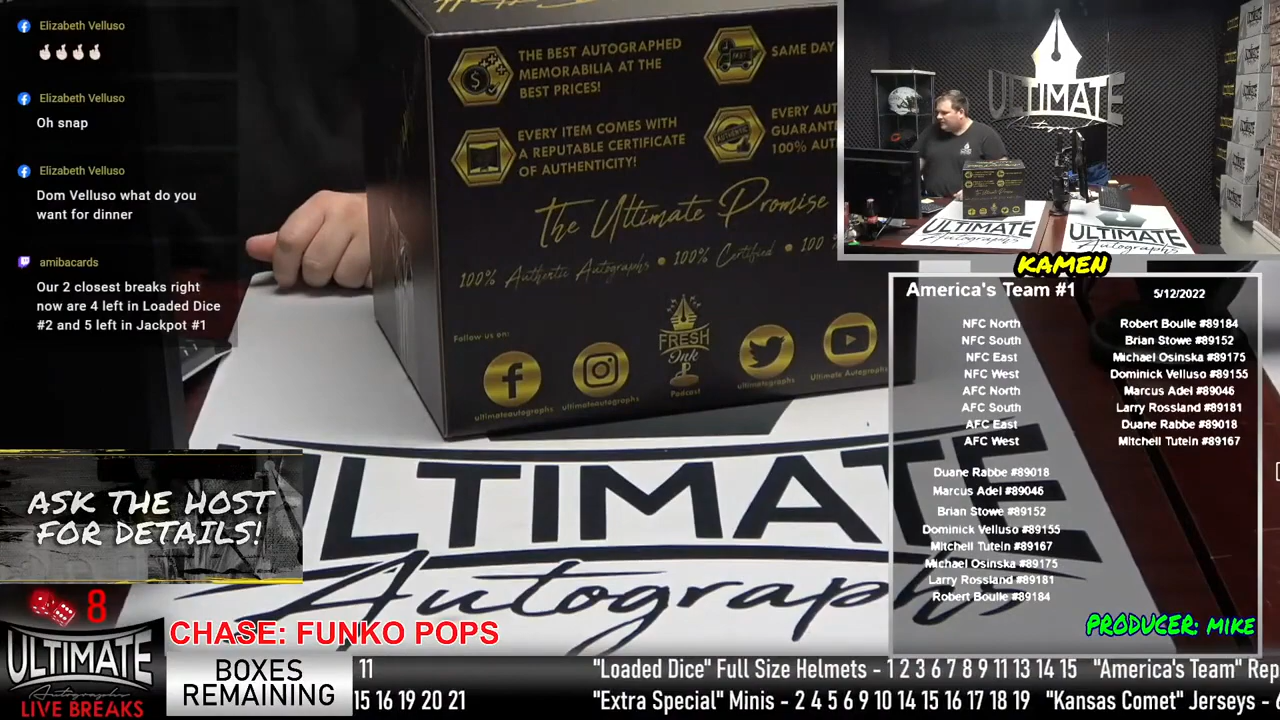 Elizabeth Velluso
Elizabeth Velluso
Oh snap
Elizabeth Velluso
Dom Velluso what do you
want for dinner
amibacards
Our 2 closest breaks right
now are 4 left in Loaded Dice
#2 and 5 left in Jackpot #1
THE BEST AUTOGRAPHED
MEMORABILIA AT THE
BEST PRICES!
SAME DAY
EVERY ITEM COMES WITH
A REPUTABLE CERTIFICATE
OF AUTHENTICITY!
EVERY AUT
GUARANT
100% AUT
The Ultimate Promise
100% Authentic Autographs • 100% Certified • 100
Follow us on:
ultimateautographs
ultimateautographs
FRESH
Ink
Podcast
ultimatographs
Ultimate Autographs
ULTIMATE
Autographs
ULTIMATE
ULTIMATE
Autographs
ULTIMATE
Autographs
KAMEN
America's Team #1
5/12/2022
NFC North Robert Boulle #89184
NFC South Brian Stowe #89152
NFC East Michael Osinska #89175
NFC West Dominick Velluso #89155
AFC North Marcus Adel #89046
AFC South Larry Rossland #89181
AFC East Duane Rabbe #89018
AFC West Mitchell Tutein #89167
Duane Rabbe #89018
Marcus Adel #89046
Brian Stowe #89152
Dominick Velluso #89155
Mitchell Tutein #89167
Michael Osinska #89175
Larry Rossland #89181
Robert Boulle #89184
PRODUCER: MIKE
ASK THE HOST
FOR DETAILS!
8
CHASE: FUNKO POPS
ULTIMATE
Autographs
LIVE BREAKS
BOXES
REMAINING
11 "Loaded Dice" Full Size Helmets - 1 2 3 6 7 8 9 11 13 14 15 "America's Team" Rep
15 16 19 20 21 "Extra Special" Minis - 2 4 5 6 9 10 14 15 16 17 18 19 "Kansas Comet" Jerseys - 6